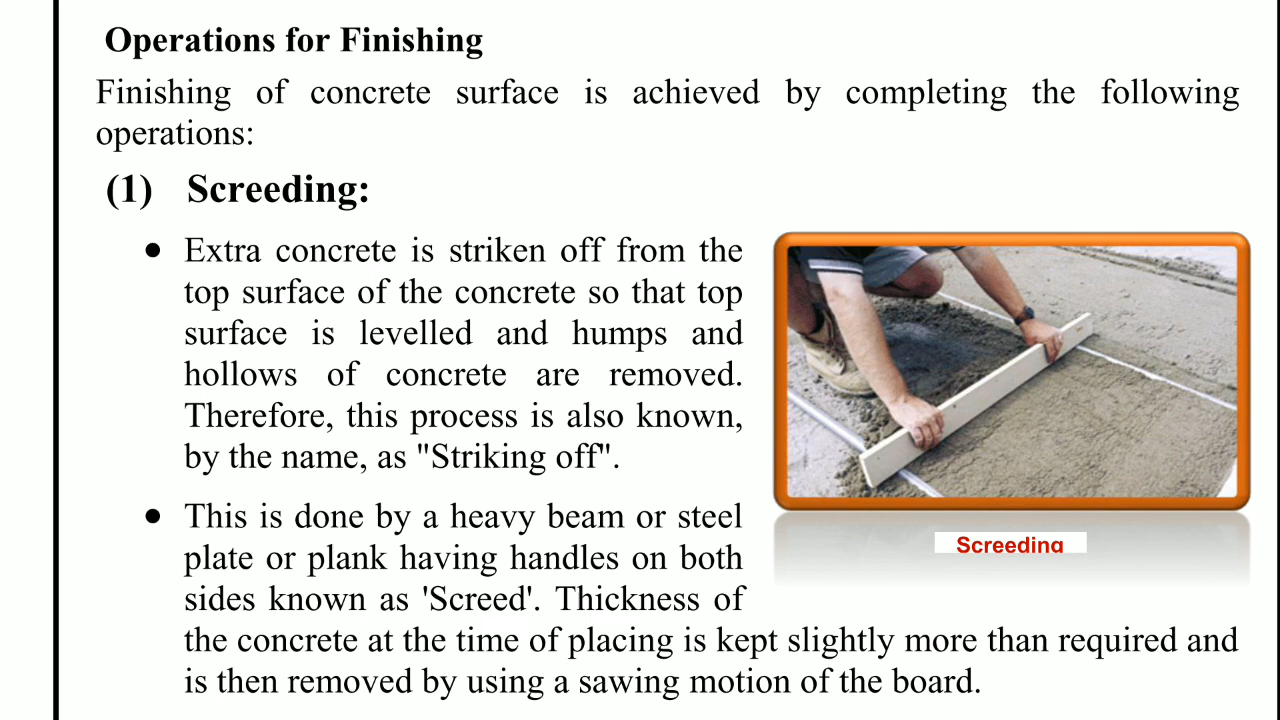 Operations for Finishing
Finishing of concrete surface is achieved by completing the following
operations:
(1) Screeding:
• Extra concrete is striken off from the
top surface of the concrete so that top
surface is levelled and humps and
hollows of concrete are removed.
Therefore, this process is also known,
by the name, as "Striking off".
• This is done by a heavy beam or steel
plate or plank having handles on both
sides known as 'Screed'. Thickness of
the concrete at the time of placing is kept slightly more than required and
is then removed by using a sawing motion of the board.
Screeding